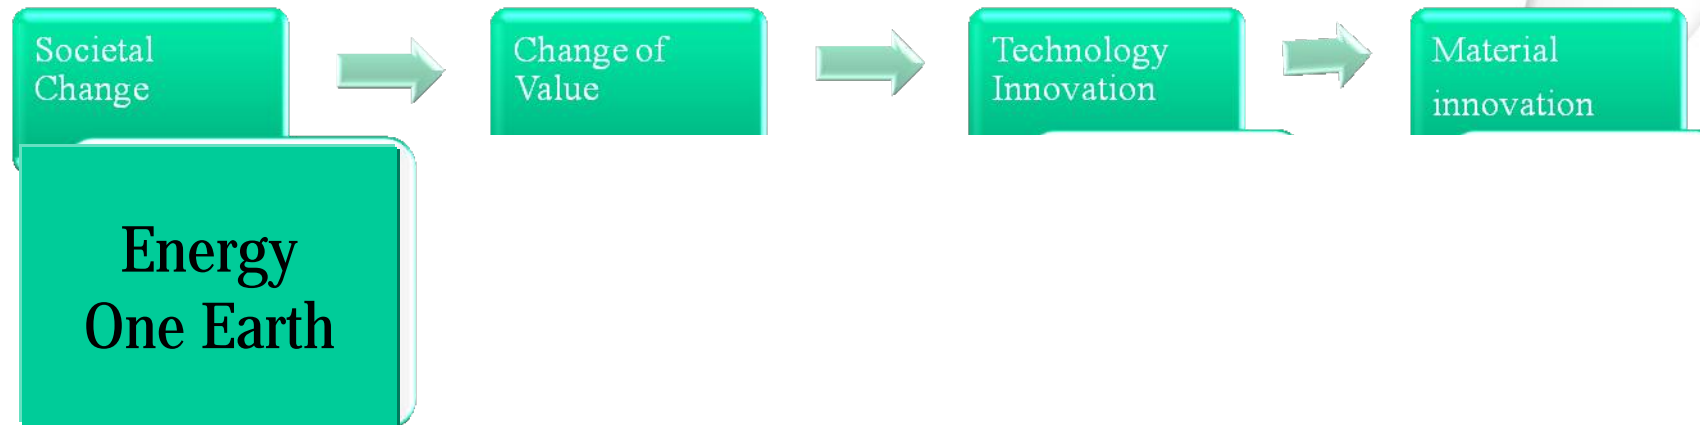 Societal
Change
Change of
Value
Technology
Innovation
Material
innovation
Energy
One Earth